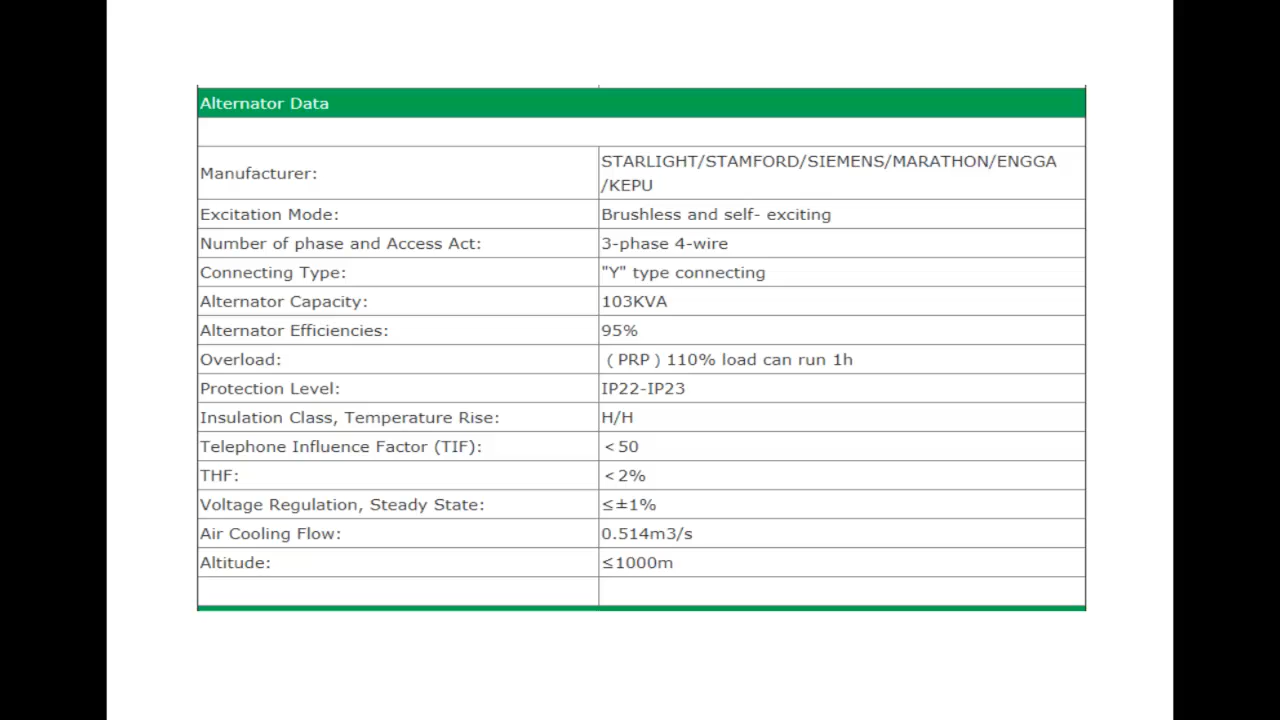 Alternator Data
Manufacturer:
STARLIGHT/STAMFORD/SIEMENS/MARATHON/ENGGA
/KEPU
Excitation Mode: Brushless and self- exciting
Number of phase and Access Act: 3-phase 4-wire
Connecting Type: "Y" type connecting
Alternator Capacity: 103KVA
Alternator Efficiencies: 95%
Overload: （PRP）110% load can run 1h
Protection Level: IP22-IP23
Insulation Class, Temperature Rise: H/H
Telephone Influence Factor (TIF): ＜50
THF: ＜2%
Voltage Regulation, Steady State: ≤±1%
Air Cooling Flow: 0.514m3/s
Altitude: ≤1000m